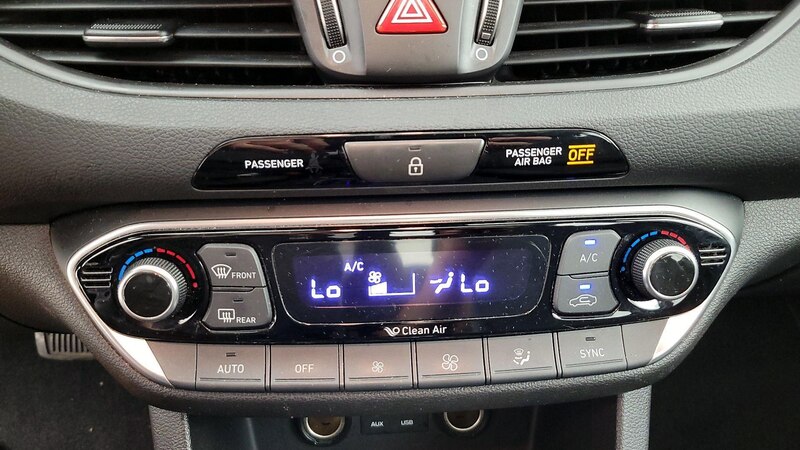 PASSENGER
PASSENGER
AIR BAG OFF
FRONT
REAR
A/C
Lo
Lo
A/C
Clean Air
AUTO
OFF
SYNC
AUX
USB